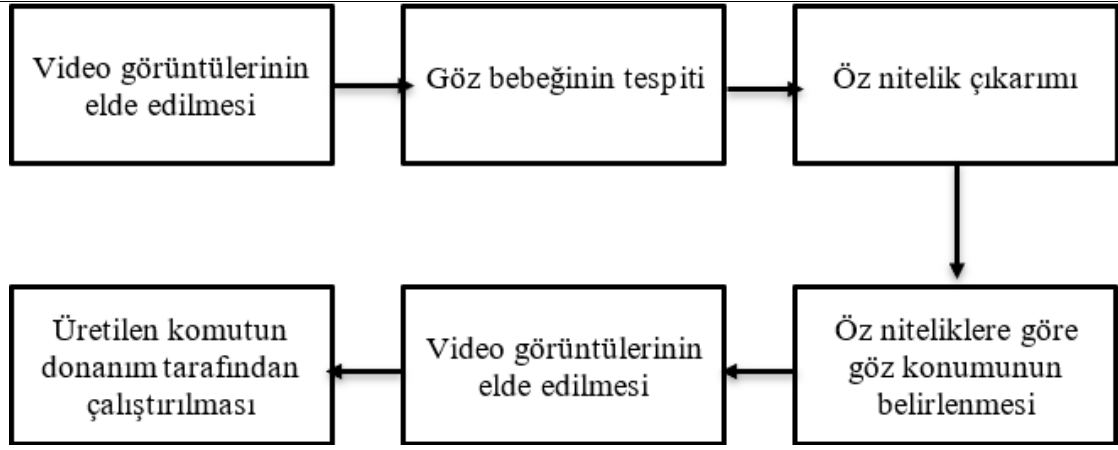 Video görüntülerinin
elde edilmesi
Göz bebeğinin tespiti
Öz nitelik çıkarımı
Öz niteliklere göre
göz konumunun
belirlenmesi
Video görüntülerinin
elde edilmesi
Üretilen komutun
donanım tarafından
çalıştırılması